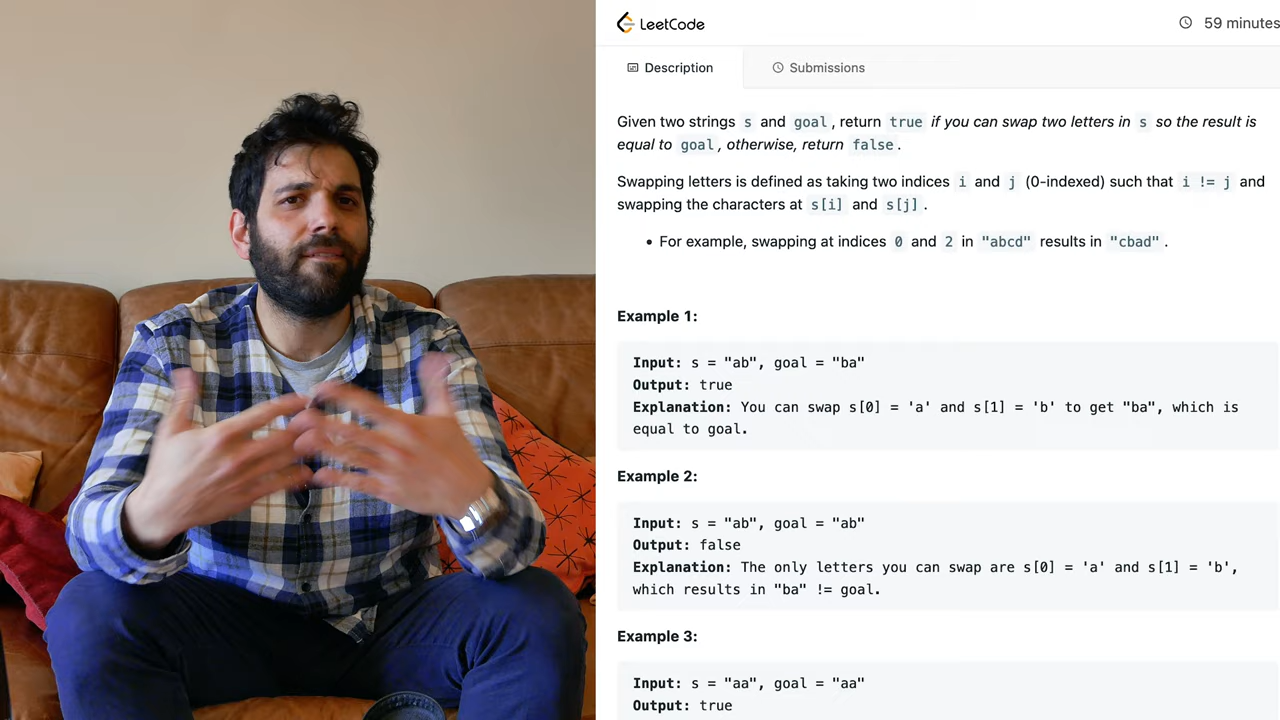 LeetCode
59 minutes
Description
Submissions
Given two strings s and goal, return true if you can swap two letters in s so the result is
equal to goal, otherwise, return false.
Swapping letters is defined as taking two indices i and j (0-indexed) such that i != j and
swapping the characters at s[i] and s[j].
• For example, swapping at indices 0 and 2 in "abcd" results in "cbad".
Example 1:
Input: s = "ab", goal = "ba"
Output: true
Explanation: You can swap s[0] = 'a' and s[1] = 'b' to get "ba", which is
equal to goal.
Example 2:
Input: s = "ab", goal = "ab"
Output: false
Explanation: The only letters you can swap are s[0] = 'a' and s[1] = 'b',
which results in "ba" != goal.
Example 3:
Input: s = "aa", goal = "aa"
Output: true